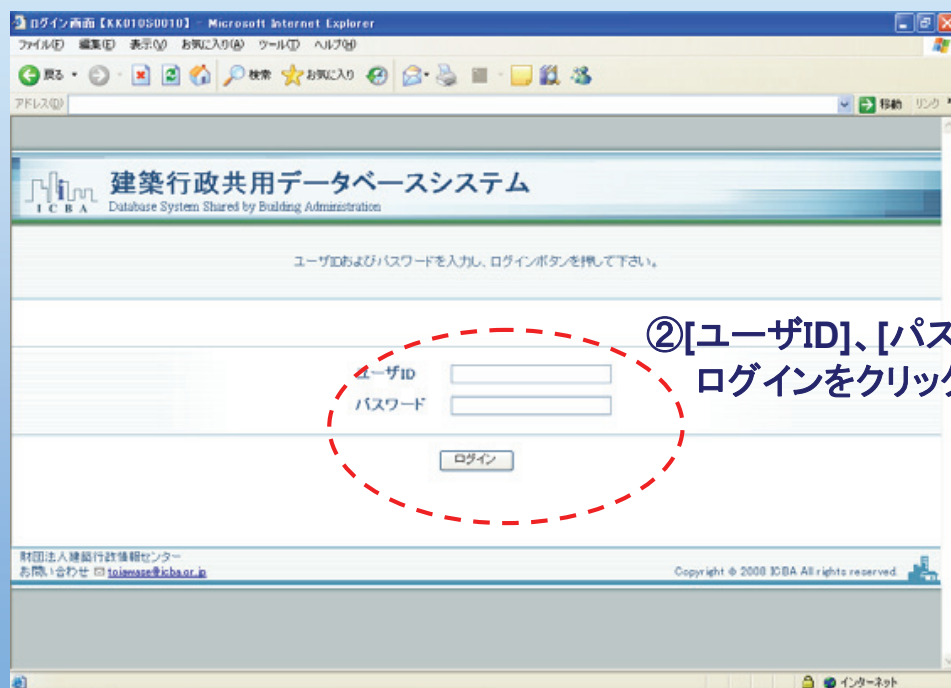 ログイン画面【KK010S0010】 - Microsoft Internet Explorer
ファイル(F) 編集(E) 表示(V) お気に入り(A) ツール(T) ヘルプ(H)
戻る 検索 お気に入り
アドレス(D) 移動 リンク
ICBA
建築行政共用データベースシステム
Database System Shared by Building Administration
ユーザIDおよびパスワードを入力し、ログインボタンを押して下さい。
②[ユーザID]、[パス
ログインをクリック
ユーザID
パスワード
ログイン
財団法人建築行政情報センター
お問い合わせ toiawase@icba.or.jp
Copyright © 2008 ICBA All rights reserved.
インターネット